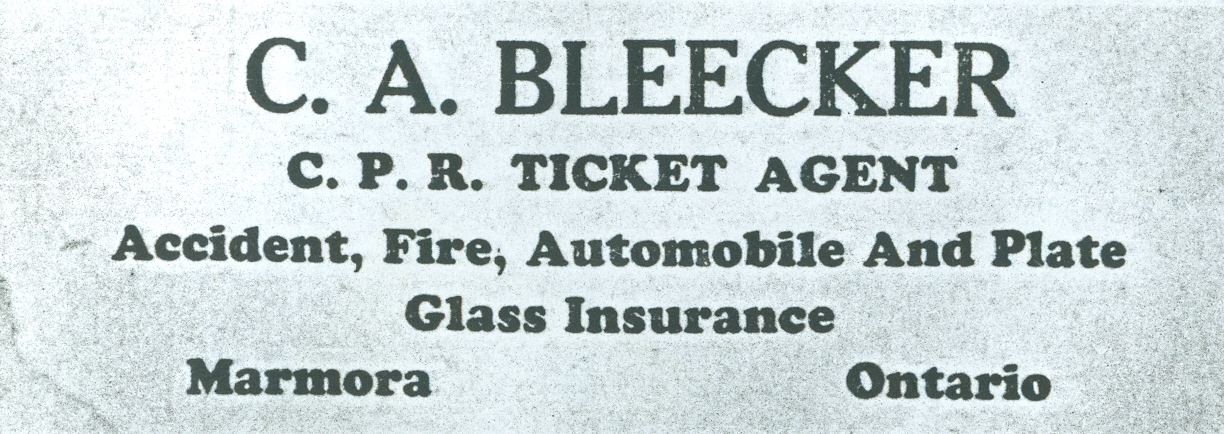 C. A. BLEECKER
C. P. R. TICKET AGENT
Accident, Fire, Automobile And Plate
Glass Insurance
Marmora Ontario